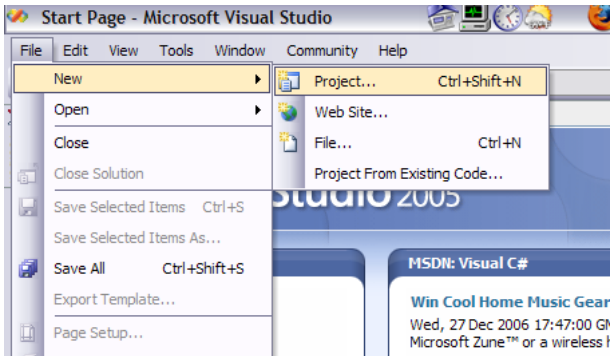 Start Page - Microsoft Visual Studio
File Edit View Tools Window Community Help
New
Project... Ctrl+Shift+N
Open
Web Site...
Close
File... Ctrl+N
Close Solution
Project From Existing Code...
Save Selected Items Ctrl+S
Studio 2005
Save Selected Items As...
Save All Ctrl+Shift+S
MSDN: Visual C#
Export Template...
Win Cool Home Music Gear
Page Setup...
Wed, 27 Dec 2006 17:47:00 GM
Microsoft Zune™ or a wireless h